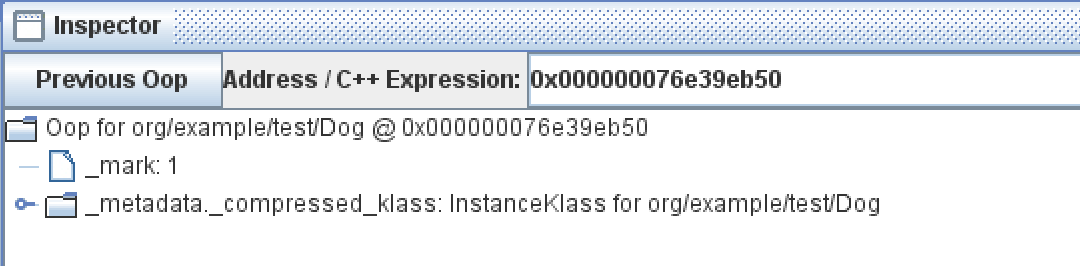 Inspector
Previous Oop Address / C++ Expression: 0x000000076e39eb50
Oop for org/example/test/Dog @ 0x000000076e39eb50
_mark: 1
_metadata._compressed_klass: InstanceKlass for org/example/test/Dog